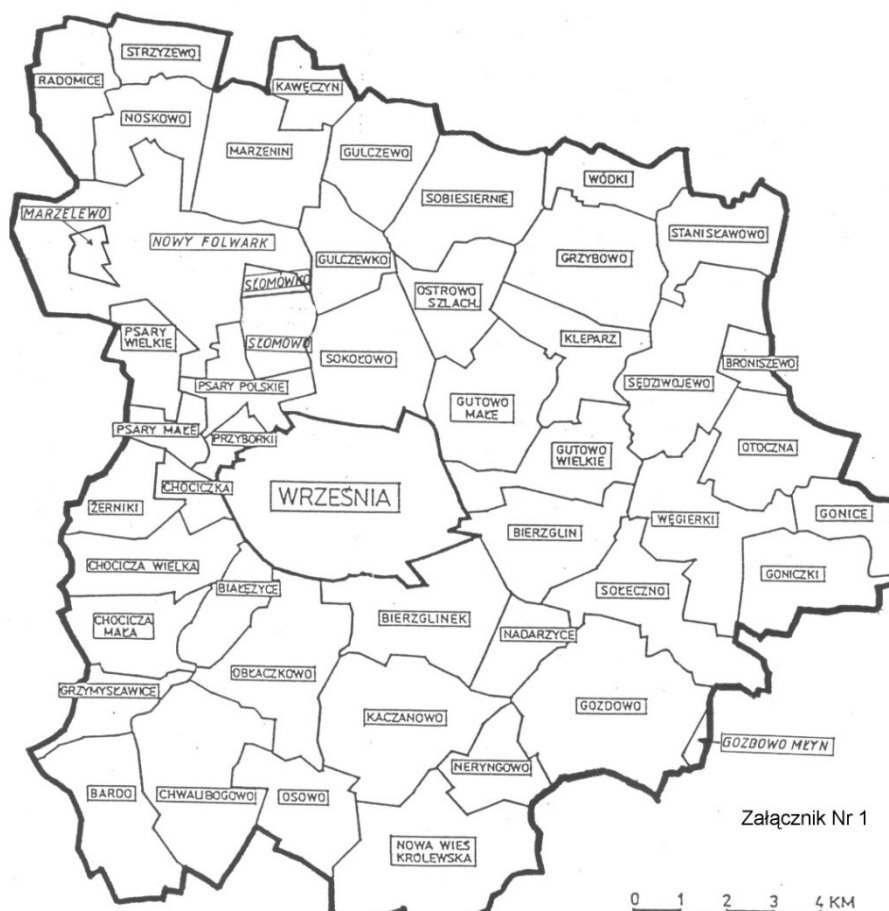 STRZYŻEWO
RADOMICE
KAWĘCZYN
NOSKOWO
MARZENIN
GULCZEWO
WÓDKI
SOBIESIERNIE
MARZELEWO
STANISŁAWOWO
NOWY FOLWARK
GULCZEWKO
GRZYBOWO
SŁOMÓWKO
OSTROWO
SZLACH.
PSARY
WIELKIE
SŁOMOWO
KLEPARZ
SOKOŁOWO
BRONISZEWO
PSARY POLSKIE
SĘDZIWOJEWO
GUTOWO
MAŁE
PSARY MAŁE
PRZYBORKI
OTOCZNA
GUTOWO
WIELKIE
CHOCICZKA
WRZEŚNIA
ŻERNIKI
GONICE
WĘGIERKI
BIERZGLIN
CHOCICZA WIELKA
GONICZKI
BIAŁĘŻYCE
SOŁECZNO
CHOCICZA
MAŁA
BIERZGLINEK
NADARZYCE
OBŁACZKOWO
GRZYMYSŁAWICE
GOZDOWO
KACZANOWO
GOZDOWO MŁYN
NERYNGOWO
BARDO
CHWALIBOGOWO
OSOWO
Załącznik Nr 1
NOWA WIEŚ
KRÓLEWSKA
0 1 2 3 4 KM